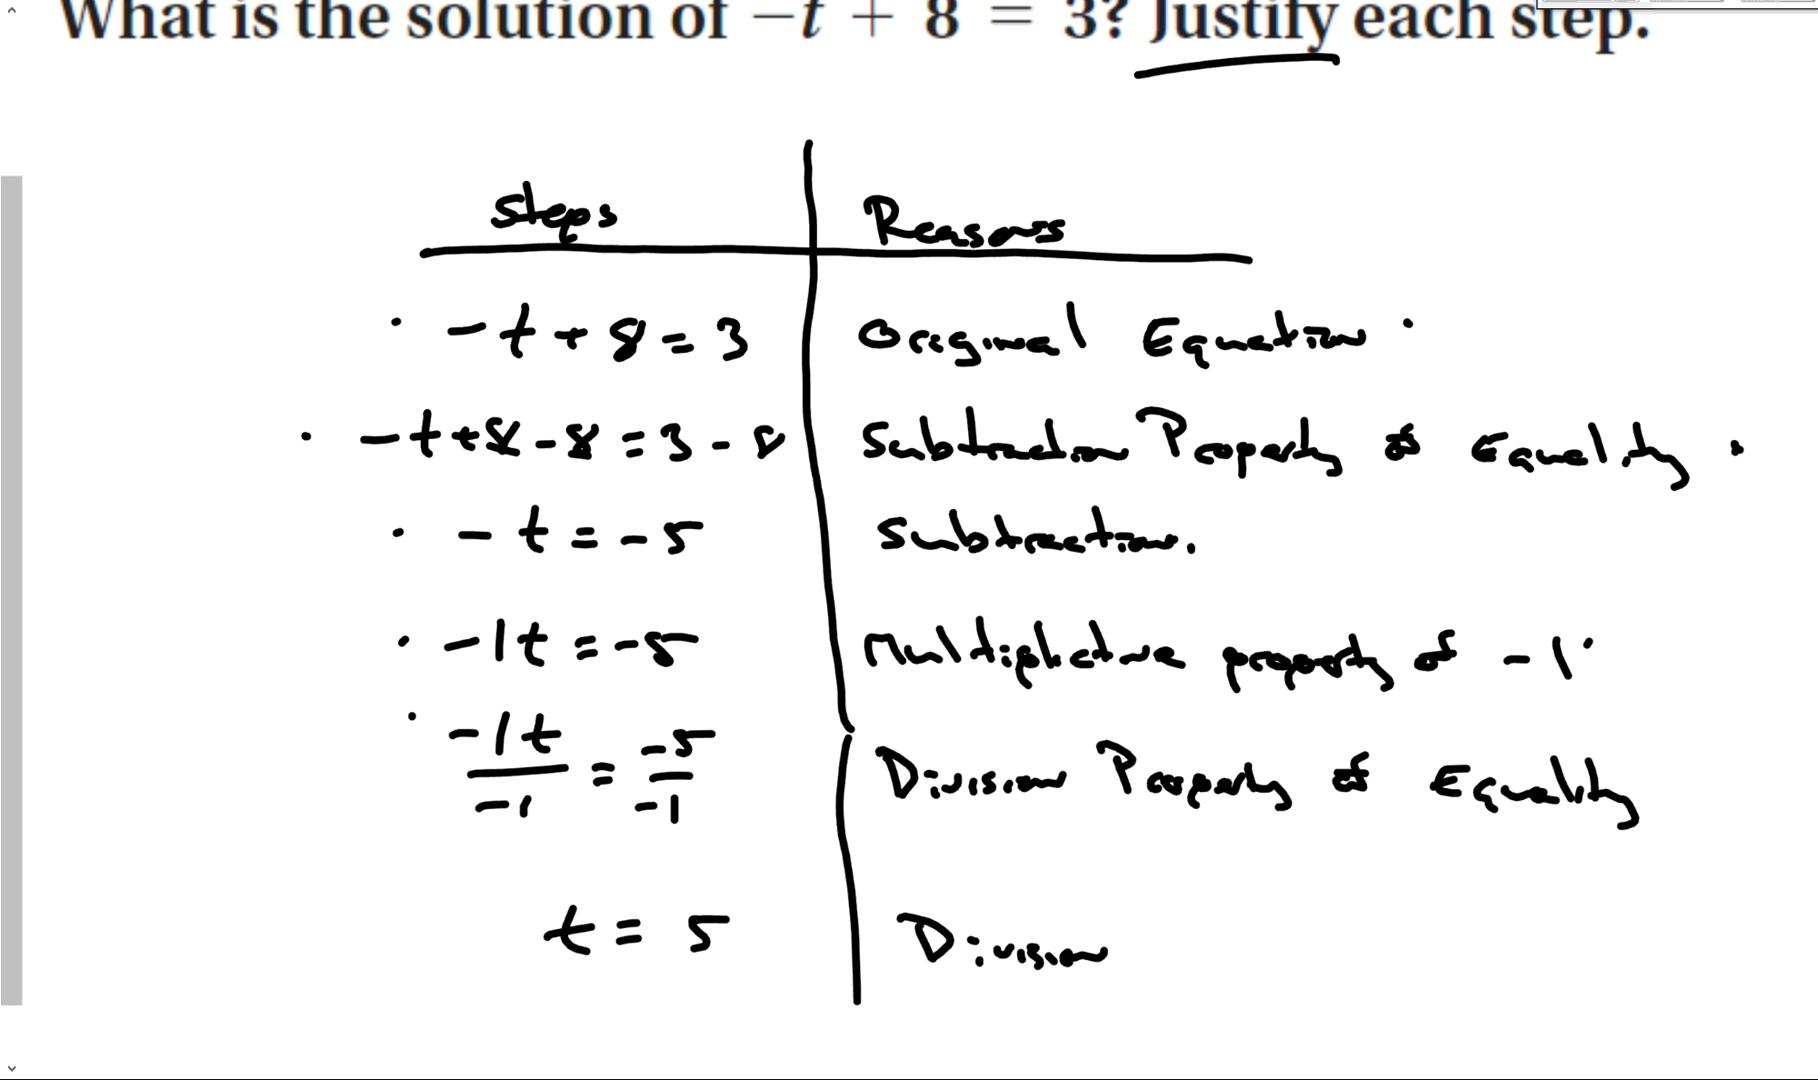 What is the solution of −t + 8 = 3? Justify each step.
Steps Reasons
-t + 8 = 3 Original Equation.
-t+8-8=3-8 Subtraction Property of Equality.
-t=-5 Subtraction.
-1t=-5 Multiplicative property of -1.
-1t/-1 = -5/-1 Division Property of Equality
t = 5 Division